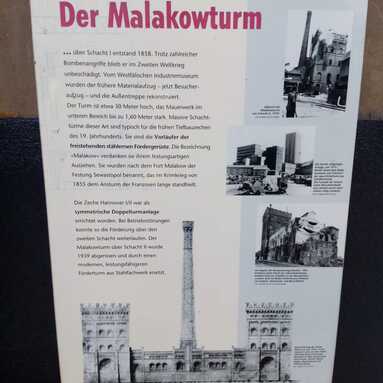 Der Malakowturm
... über Schacht I entstand 1858. Trotz zahlreicher
Bombenangriffe blieb er im Zweiten Weltkrieg
unbeschädigt. Vom Westfälischen Industriemuseum
wurden der frühere Materialaufzug – jetzt Besucher-
aufzug – und die Außentreppe rekonstruiert.
Der Turm ist etwa 30 Meter hoch, das Mauerwerk im
unteren Bereich bis zu 1,60 Meter stark. Massive Schacht-
türme dieser Art sind typisch für die frühen Tiefbauzechen
des 19. Jahrhunderts. Sie sind die Vorläufer der
freistehenden stählernen Fördergerüste. Die Bezeichnung
»Malakow« verdanken sie ihrem festungsartigen
Aussehen. Sie wurden nach dem Fort Malakow der
Festung Sewastopol benannt, das im Krimkrieg von
1855 dem Ansturm der Franzosen lange standhielt.
Die Zeche Hannover I/II war als
symmetrische Doppelturmanlage
errichtet worden. Bei Betriebsstörungen
konnte so die Förderung über den
zweiten Schacht weiterlaufen. Der
Malakowturm über Schacht II wurde
1939 abgerissen und durch einen
modernen, leistungsfähigeren
Förderturm aus Stahlfachwerk ersetzt.